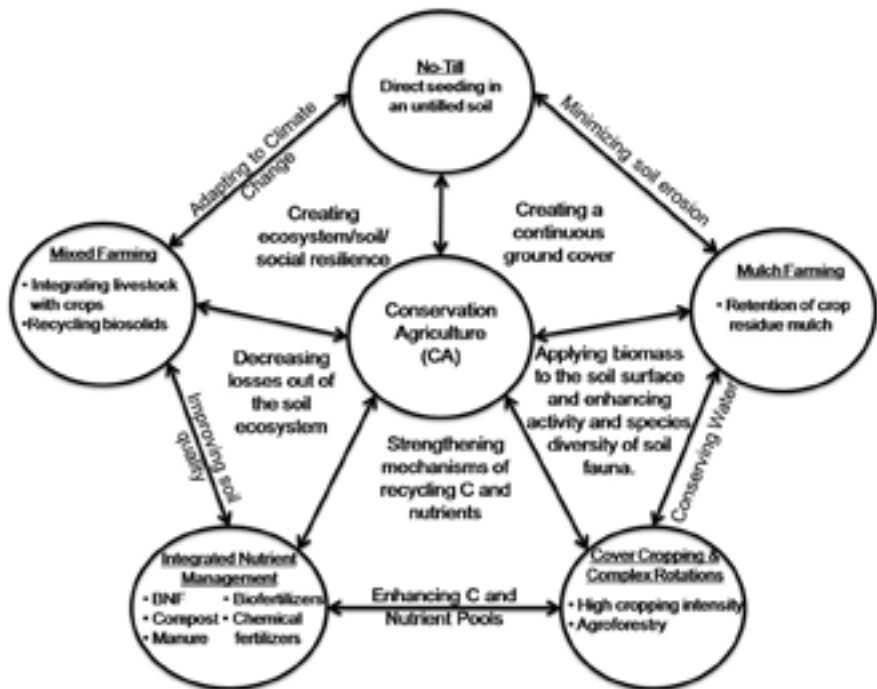 No-Till
Direct seeding in
an untilled soil
Adapting to Climate
Change
Minimizing soil erosion
Creating
ecosystem/soil/
social resilience
Creating a
continuous
ground cover
Mixed Farming
• Integrating livestock
with crops
• Recycling biosolids
Conservation
Agriculture
(CA)
Mulch Farming
• Retention of crop
residue mulch
Decreasing
losses out of
the soil
ecosystem
Applying biomass
to the soil surface
and enhancing
activity and species
diversity of soil
fauna.
Improving soil
quality
Strengthening
mechanisms of
recycling C and
nutrients
Conserving Water
Integrated Nutrient
Management
• BNF • Biofertilizers
• Compost • Chemical
• Manure fertilizers
Enhancing C and
Nutrient Pools
Cover Cropping &
Complex Rotations
• High cropping intensity
• Agroforestry